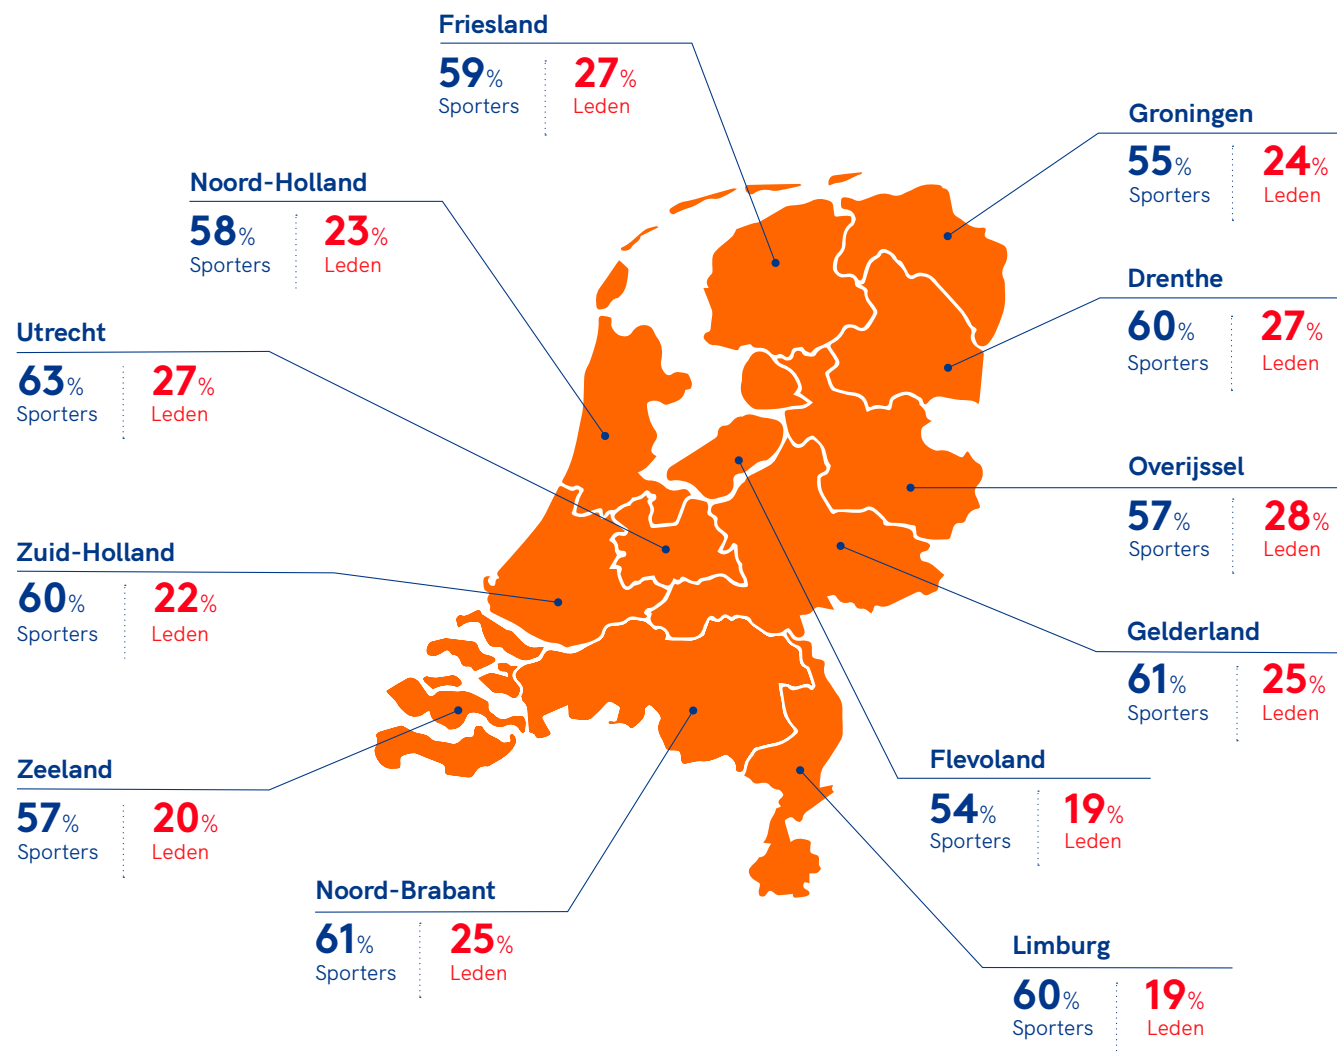 Friesland
59% 27%
Sporters Leden
Groningen
55% 24%
Sporters Leden
Noord-Holland
58% 23%
Sporters Leden
Drenthe
60% 27%
Sporters Leden
Utrecht
63% 27%
Sporters Leden
Overijssel
57% 28%
Sporters Leden
Zuid-Holland
60% 22%
Sporters Leden
Gelderland
61% 25%
Sporters Leden
Flevoland
54% 19%
Sporters Leden
Zeeland
57% 20%
Sporters Leden
Noord-Brabant
61% 25%
Sporters Leden
Limburg
60% 19%
Sporters Leden